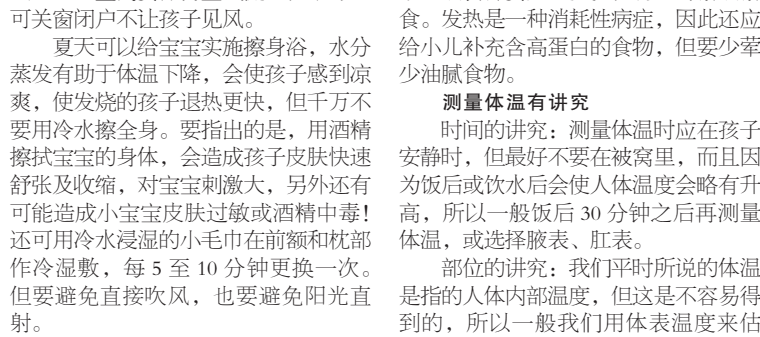 可关窗闭户不让孩子见风。
夏天可以给宝宝实施擦身浴，水分
蒸发有助于体温下降，会使孩子感到凉
爽，使发烧的孩子退热更快，但千万不
要用冷水擦全身。要指出的是，用酒精
擦拭宝宝的身体，会造成孩子皮肤快速
舒张及收缩，对宝宝刺激大，另外还有
可能造成小宝宝皮肤过敏或酒精中毒！
还可用冷水浸湿的小毛巾在前额和枕部
作冷湿敷，每 5 至 10 分钟更换一次。
但要避免直接吹风，也要避免阳光直
射。
食。发热是一种消耗性病症，因此还应
给小儿补充含高蛋白的食物，但要少荤
少油腻食物。
测量体温有讲究
时间的讲究：测量体温时应在孩子
安静时，但最好不要在被窝里，而且因
为饭后或饮水后会使人体温度会略有升
高，所以一般饭后 30 分钟之后再测量
体温，或选择腋表、肛表。
部位的讲究：我们平时所说的体温
是指的人体内部温度，但这是不容易得
到的，所以一般我们用体表温度来估